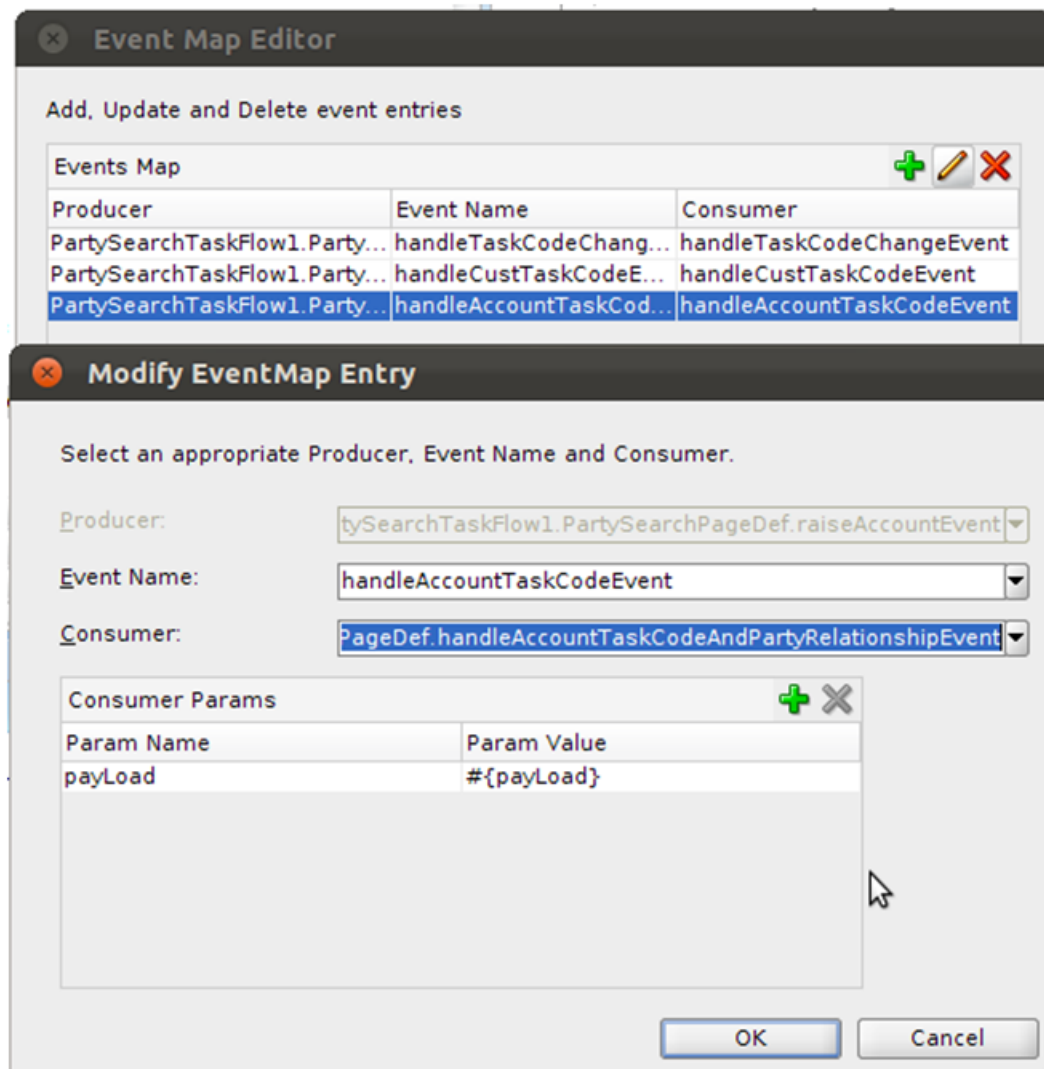 Event Map Editor
Add, Update and Delete event entries
Events Map
Producer Event Name Consumer
PartySearchTaskFlow1.Party... handleTaskCodeChang... handleTaskCodeChangeEvent
PartySearchTaskFlow1.Party... handleCustTaskCodeE... handleCustTaskCodeEvent
PartySearchTaskFlow1.Party... handleAccountTaskCod... handleAccountTaskCodeEvent
Modify EventMap Entry
Select an appropriate Producer, Event Name and Consumer.
Producer: tySearchTaskFlow1.PartySearchPageDef.raiseAccountEvent
Event Name: handleAccountTaskCodeEvent
Consumer: PageDef.handleAccountTaskCodeAndPartyRelationshipEvent
Consumer Params
Param Name Param Value
payLoad #{payLoad}
OK Cancel